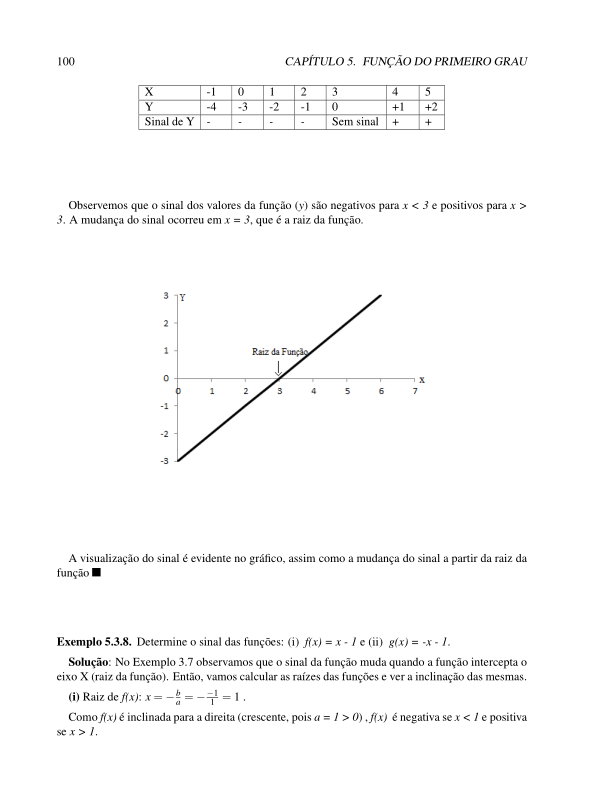 100 CAPÍTULO 5. FUNÇÃO DO PRIMEIRO GRAU
X -1 0 1 2 3 4 5
Y -4 -3 -2 -1 0 +1 +2
Sinal de Y - - - - Sem sinal + +
Observemos que o sinal dos valores da função (y) são negativos para x < 3 e positivos para x >
3. A mudança do sinal ocorreu em x = 3, que é a raiz da função.
3 Y
2
1 Raiz da Função
0 X
0 1 2 3 4 5 6 7
-1
-2
-3
A visualização do sinal é evidente no gráfico, assim como a mudança do sinal a partir da raiz da
função ■
Exemplo 5.3.8. Determine o sinal das funções: (i) f(x) = x - 1 e (ii) g(x) = -x - 1.
Solução: No Exemplo 3.7 observamos que o sinal da função muda quando a função intercepta o
eixo X (raiz da função). Então, vamos calcular as raízes das funções e ver a inclinação das mesmas.
(i) Raiz de f(x): x = −b/a = −−1/1 = 1 .
Como f(x) é inclinada para a direita (crescente, pois a = 1 > 0) , f(x) é negativa se x < 1 e positiva
se x > 1.